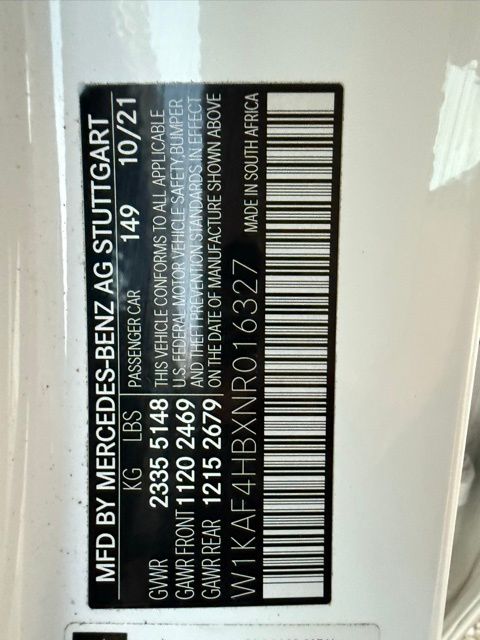 MFD BY MERCEDES-BENZ AG STUTTGART
KG LBS PASSENGER CAR 149 10/21
GVWR 2335 5148 THIS VEHICLE CONFORMS TO ALL APPLICABLE
U.S. FEDERAL MOTOR VEHICLE SAFETY,BUMPER
GAWR FRONT 1120 2469 AND THEFT PREVENTION STANDARDS IN EFFECT
GAWR REAR 1215 2679 ON THE DATE OF MANUFACTURE SHOWN ABOVE
W1KAF4HBXNR016327 MADE IN SOUTH AFRICA